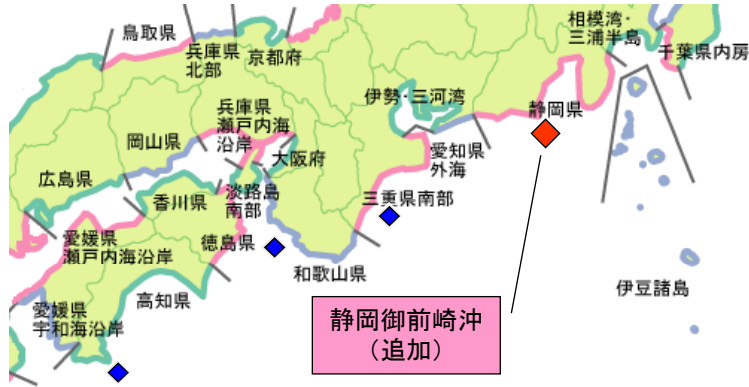 鳥取県
兵庫県
北部
京都府
相模湾・
三浦半島
千葉県内房
伊勢・三河湾
静岡県
兵庫県
瀬戸内海
沿岸
岡山県
大阪府
愛知県
外海
広島県
香川県
淡路島
南部
三重県南部
愛媛県
瀬戸内海沿岸
徳島県
和歌山県
高知県
伊豆諸島
愛媛県
宇和海沿岸
静岡御前崎沖
（追加）